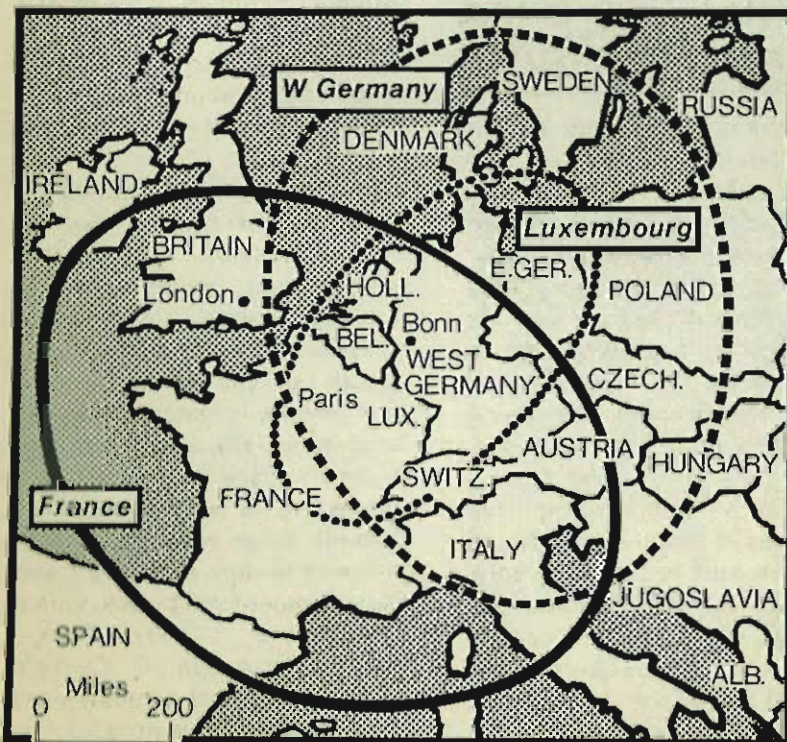 W Germany
SWEDEN
RUSSIA
DENMARK
IRELAND
BRITAIN
Luxembourg
London
HOLL.
E.GER.
POLAND
BEL.
Bonn
WEST
GERMANY
CZECH.
Paris
LUX.
AUSTRIA
HUNGARY
SWITZ.
FRANCE
France
ITALY
JUGOSLAVIA
SPAIN
ALB.
Miles
0 200